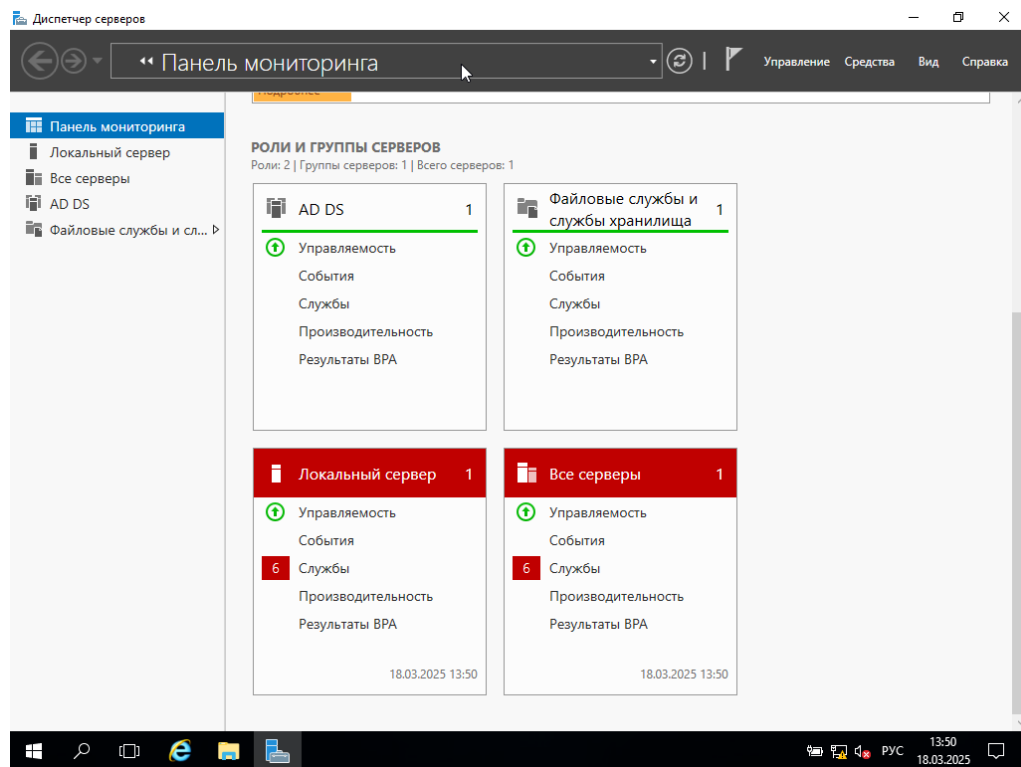 Диспетчер серверов
Панель мониторинга
Управление Средства Вид Справка
Панель мониторинга
Локальный сервер
Все серверы
AD DS
Файловые службы и сл...
РОЛИ И ГРУППЫ СЕРВЕРОВ
Роли: 2 | Группы серверов: 1 | Всего серверов: 1
AD DS 1
Управляемость
События
Службы
Производительность
Результаты BPA
Файловые службы и
службы хранилища 1
Управляемость
События
Службы
Производительность
Результаты BPA
Локальный сервер 1
Управляемость
События
6 Службы
Производительность
Результаты BPA
18.03.2025 13:50
Все серверы 1
Управляемость
События
6 Службы
Производительность
Результаты BPA
18.03.2025 13:50
РУС
13:50
18.03.2025